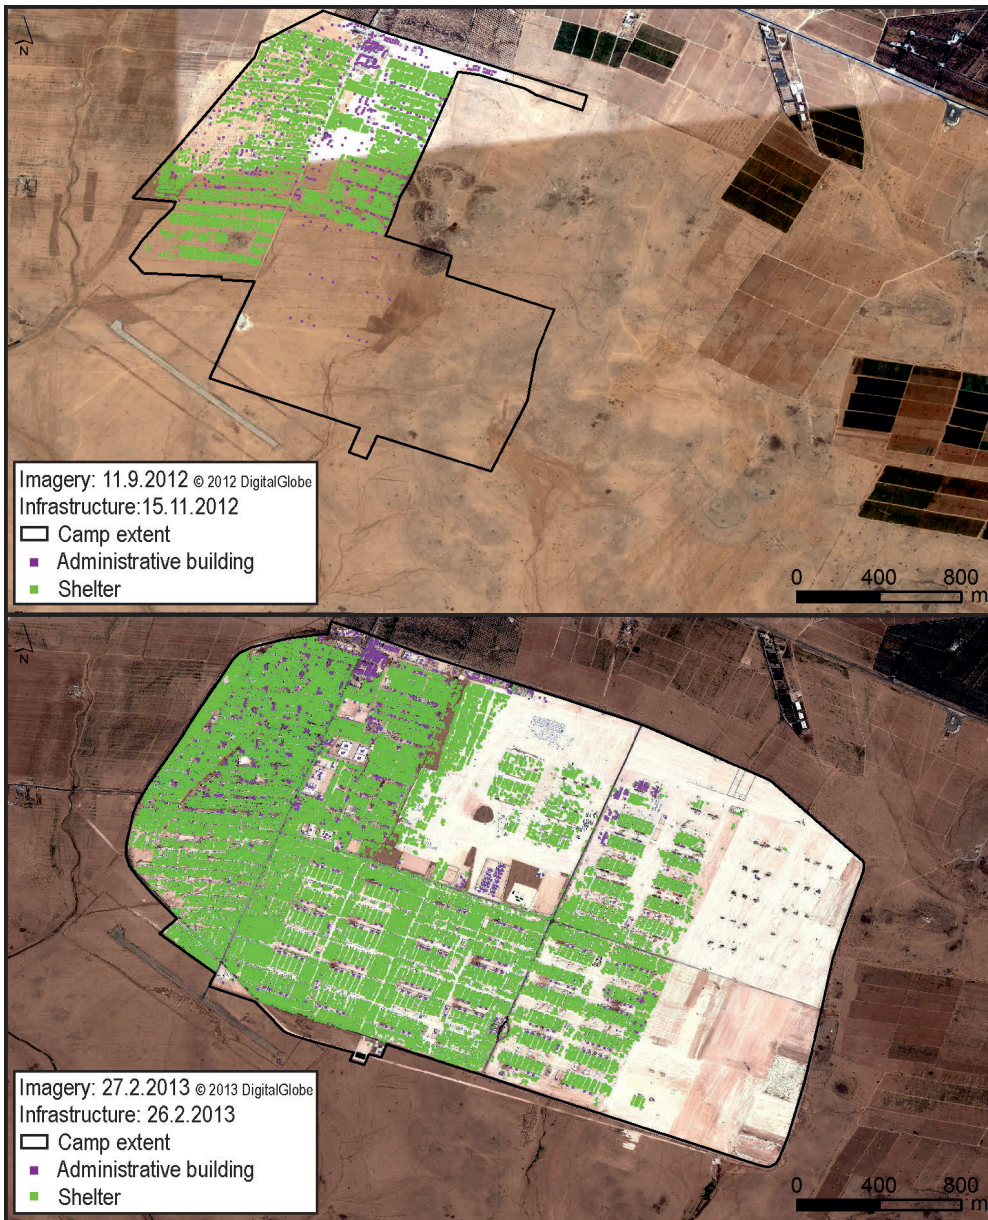 N
Imagery: 11.9.2012 © 2012 DigitalGlobe
Infrastructure:15.11.2012
Camp extent
Administrative building
Shelter
0 400 800
m
N
Imagery: 27.2.2013 © 2013 DigitalGlobe
Infrastructure: 26.2.2013
Camp extent
Administrative building
Shelter
0 400 800
m